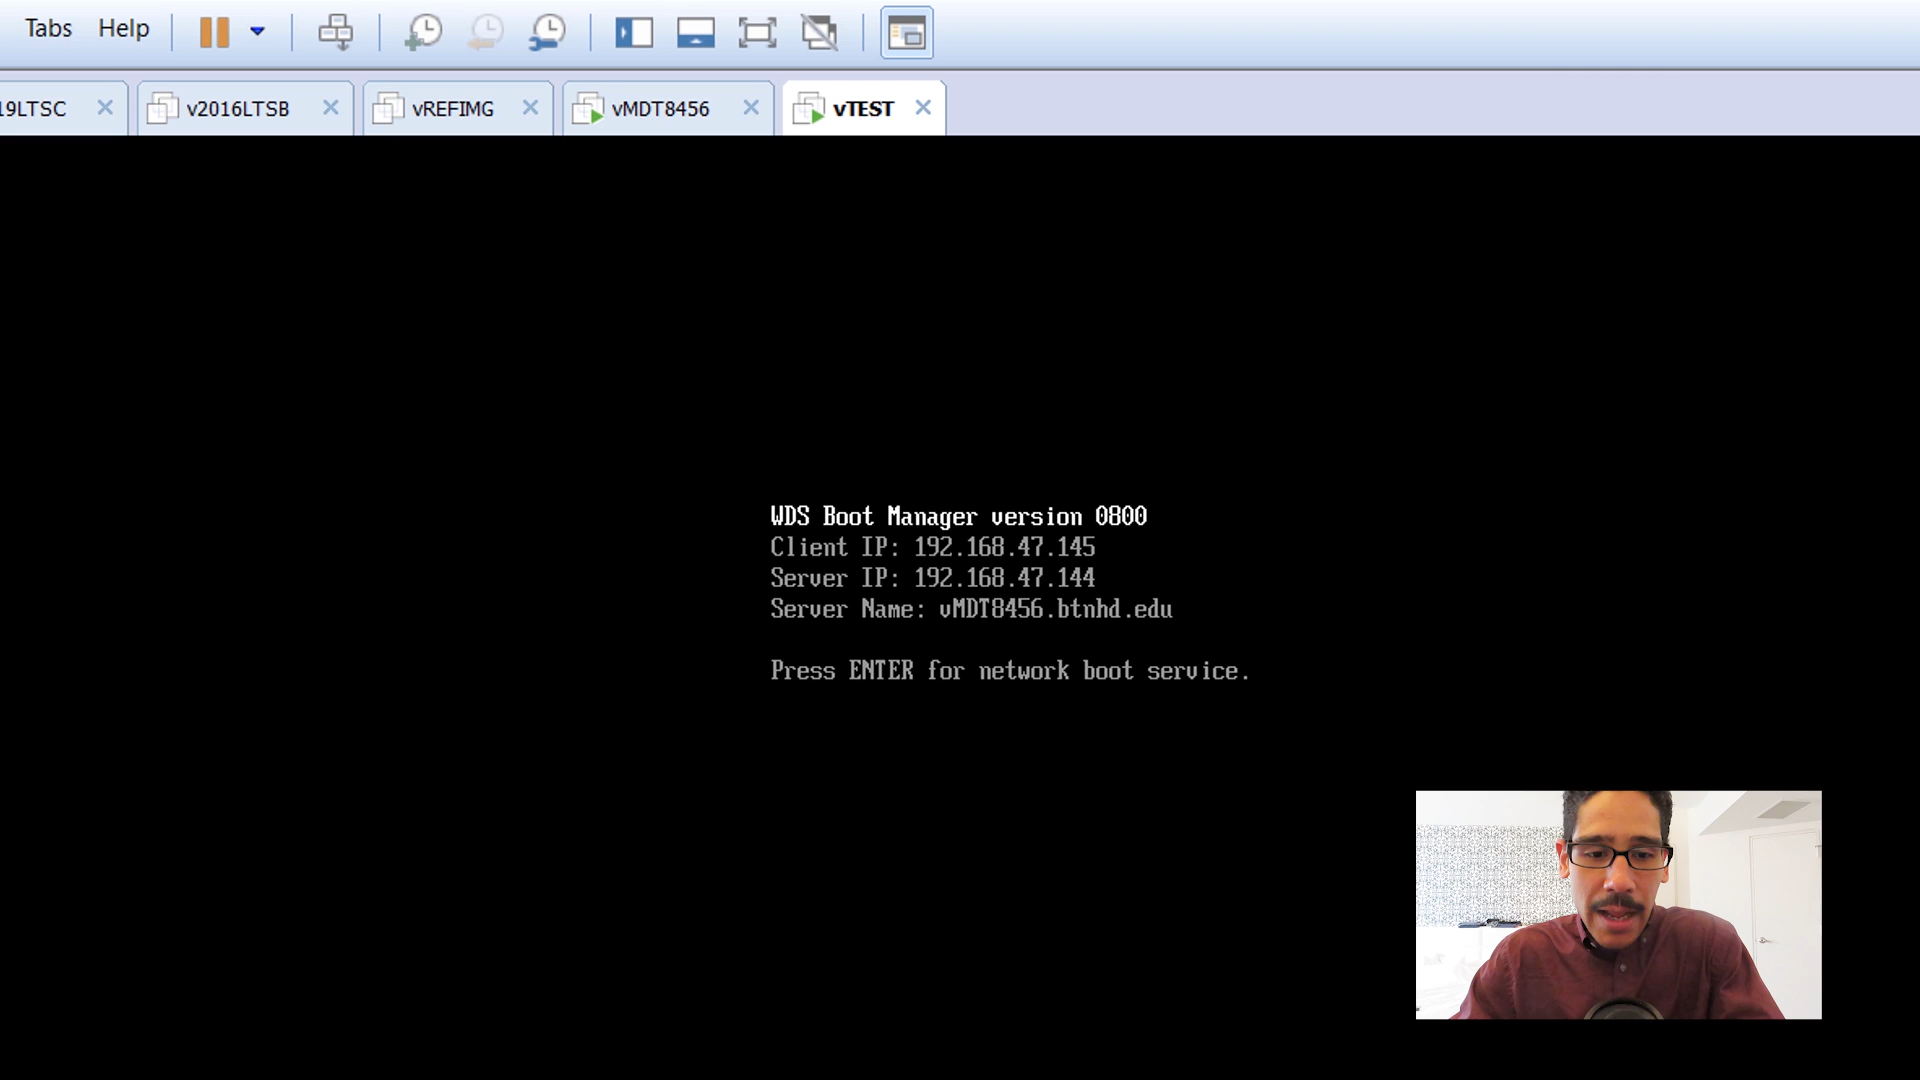 Tabs Help
19LTSC v2016LTSB vREFIMG vMDT8456 vTEST
WDS Boot Manager version 0800
Client IP: 192.168.47.145
Server IP: 192.168.47.144
Server Name: vMDT8456.btnhd.edu
Press ENTER for network boot service.